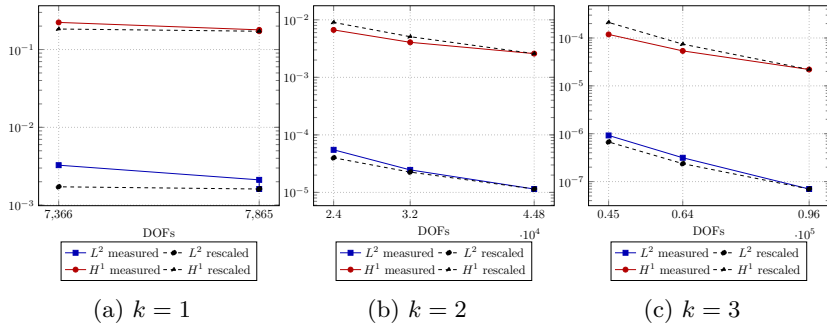 10^{-1}
10^{-2}
10^{-3}
7,366
7,865
DOFs
L^2 measured
L^2 rescaled
H^1 measured
H^1 rescaled
(a) k = 1
10^{-2}
10^{-3}
10^{-4}
10^{-5}
2.4
3.2
4.48
DOFs
·10^4
L^2 measured
L^2 rescaled
H^1 measured
H^1 rescaled
(b) k = 2
10^{-4}
10^{-5}
10^{-6}
10^{-7}
0.45
0.64
0.96
DOFs
·10^5
L^2 measured
L^2 rescaled
H^1 measured
H^1 rescaled
(c) k = 3